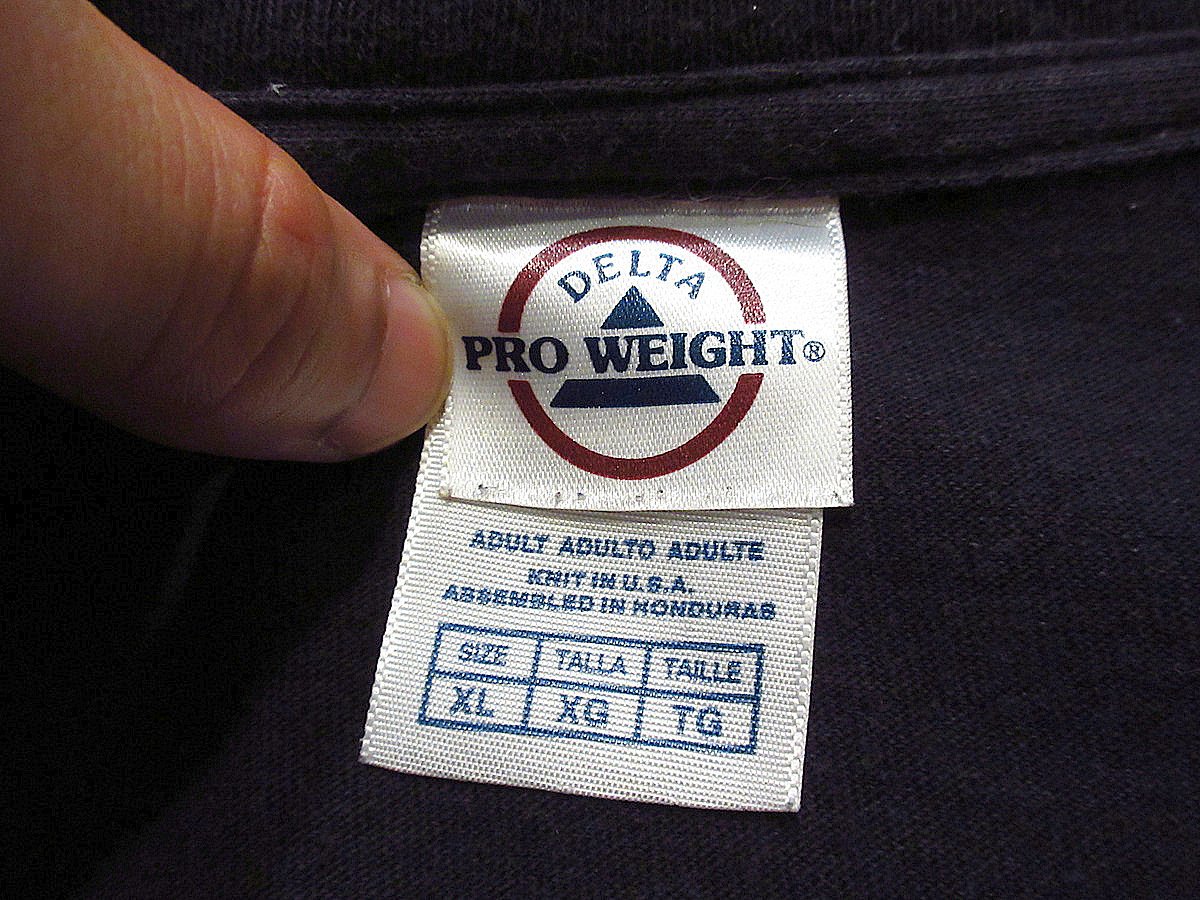 DELTA
PRO WEIGHT®
ADULT ADULTO ADULTE
KNIT IN U.S.A.
ASSEMBLED IN HONDURAS
SIZE TALLA TAILLE
XL XG TG